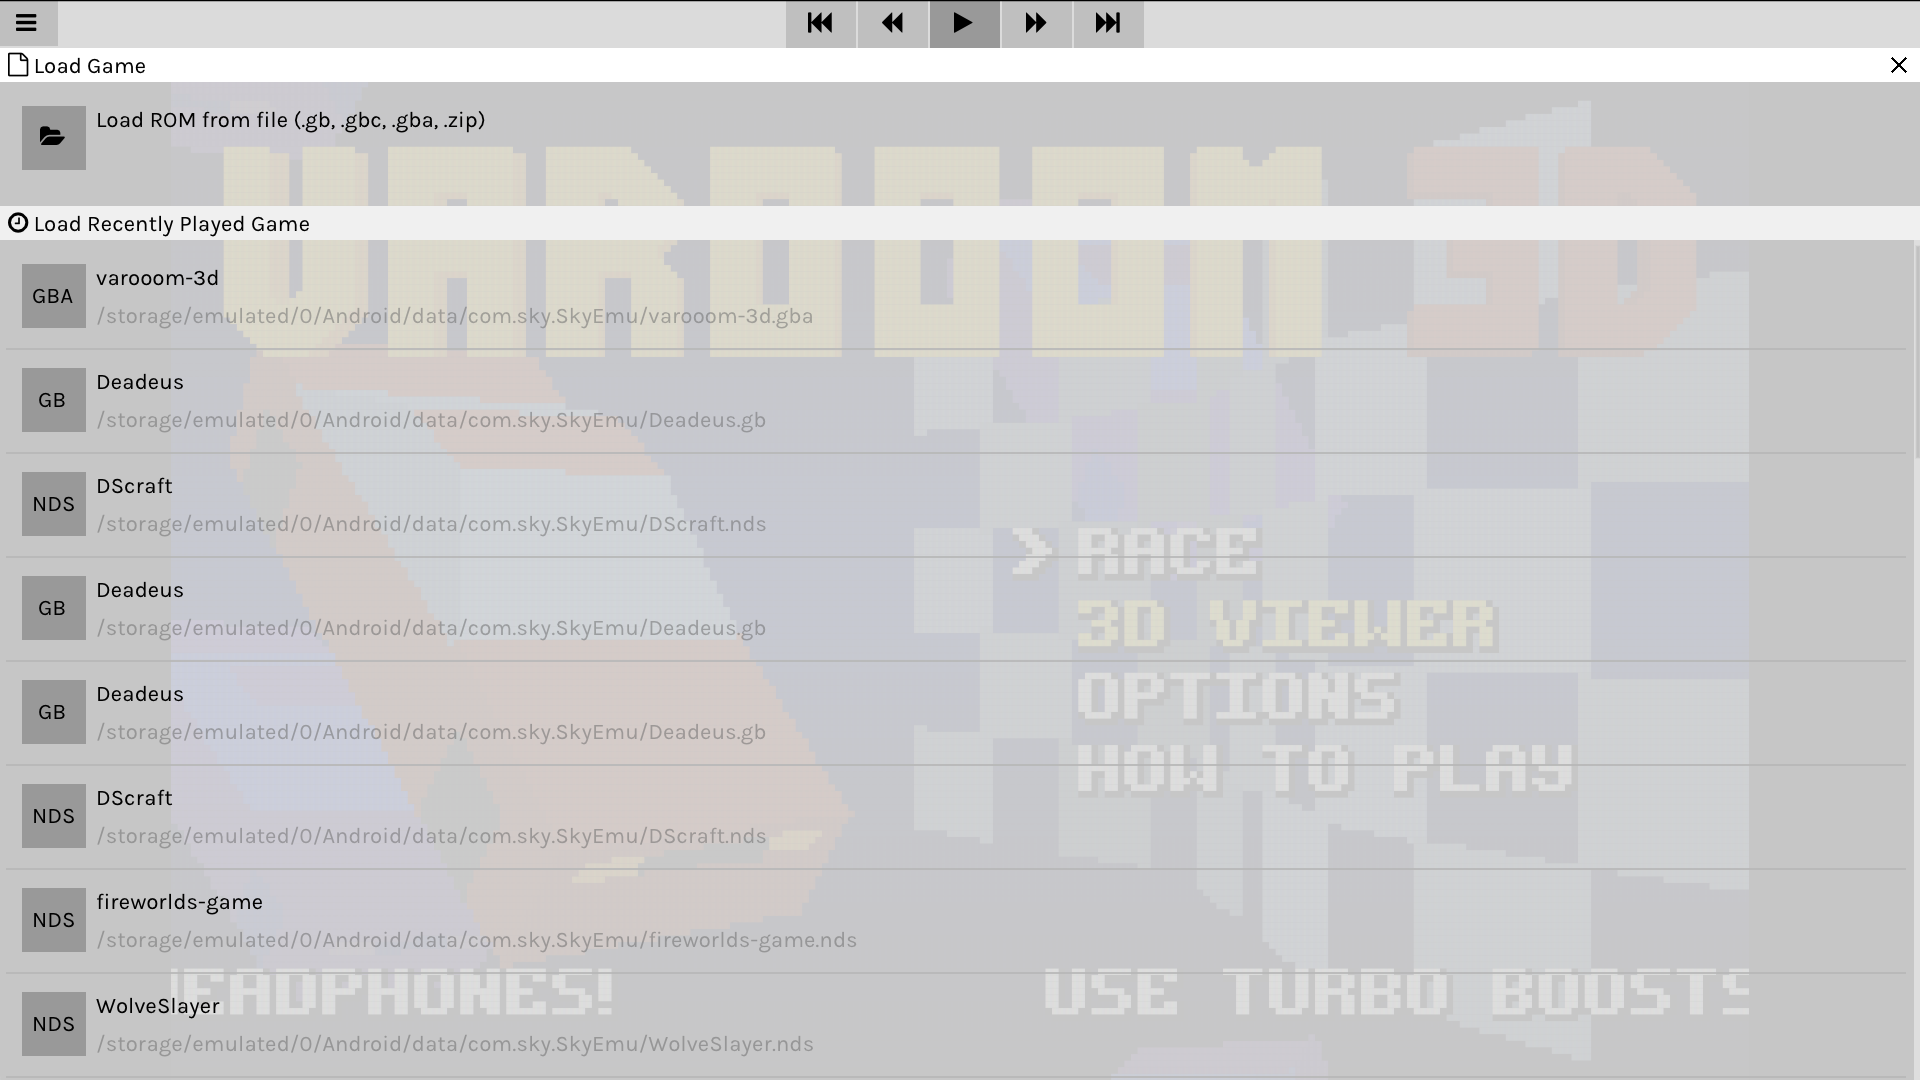 Load Game
Load ROM from file (.gb, .gbc, .gba, .zip)
VAROOOM 3D
Load Recently Played Game
GBA
varooom-3d
/storage/emulated/0/Android/data/com.sky.SkyEmu/varooom-3d.gba
GB
Deadeus
/storage/emulated/0/Android/data/com.sky.SkyEmu/Deadeus.gb
NDS
DScraft
/storage/emulated/0/Android/data/com.sky.SkyEmu/DScraft.nds
> RACE
GB
Deadeus
/storage/emulated/0/Android/data/com.sky.SkyEmu/Deadeus.gb
3D VIEWER
GB
Deadeus
/storage/emulated/0/Android/data/com.sky.SkyEmu/Deadeus.gb
OPTIONS
HOW TO PLAY
NDS
DScraft
/storage/emulated/0/Android/data/com.sky.SkyEmu/DScraft.nds
NDS
fireworlds-game
/storage/emulated/0/Android/data/com.sky.SkyEmu/fireworlds-game.nds
EADPHONES! USE TURBO BOOSTS
NDS
WolveSlayer
/storage/emulated/0/Android/data/com.sky.SkyEmu/WolveSlayer.nds